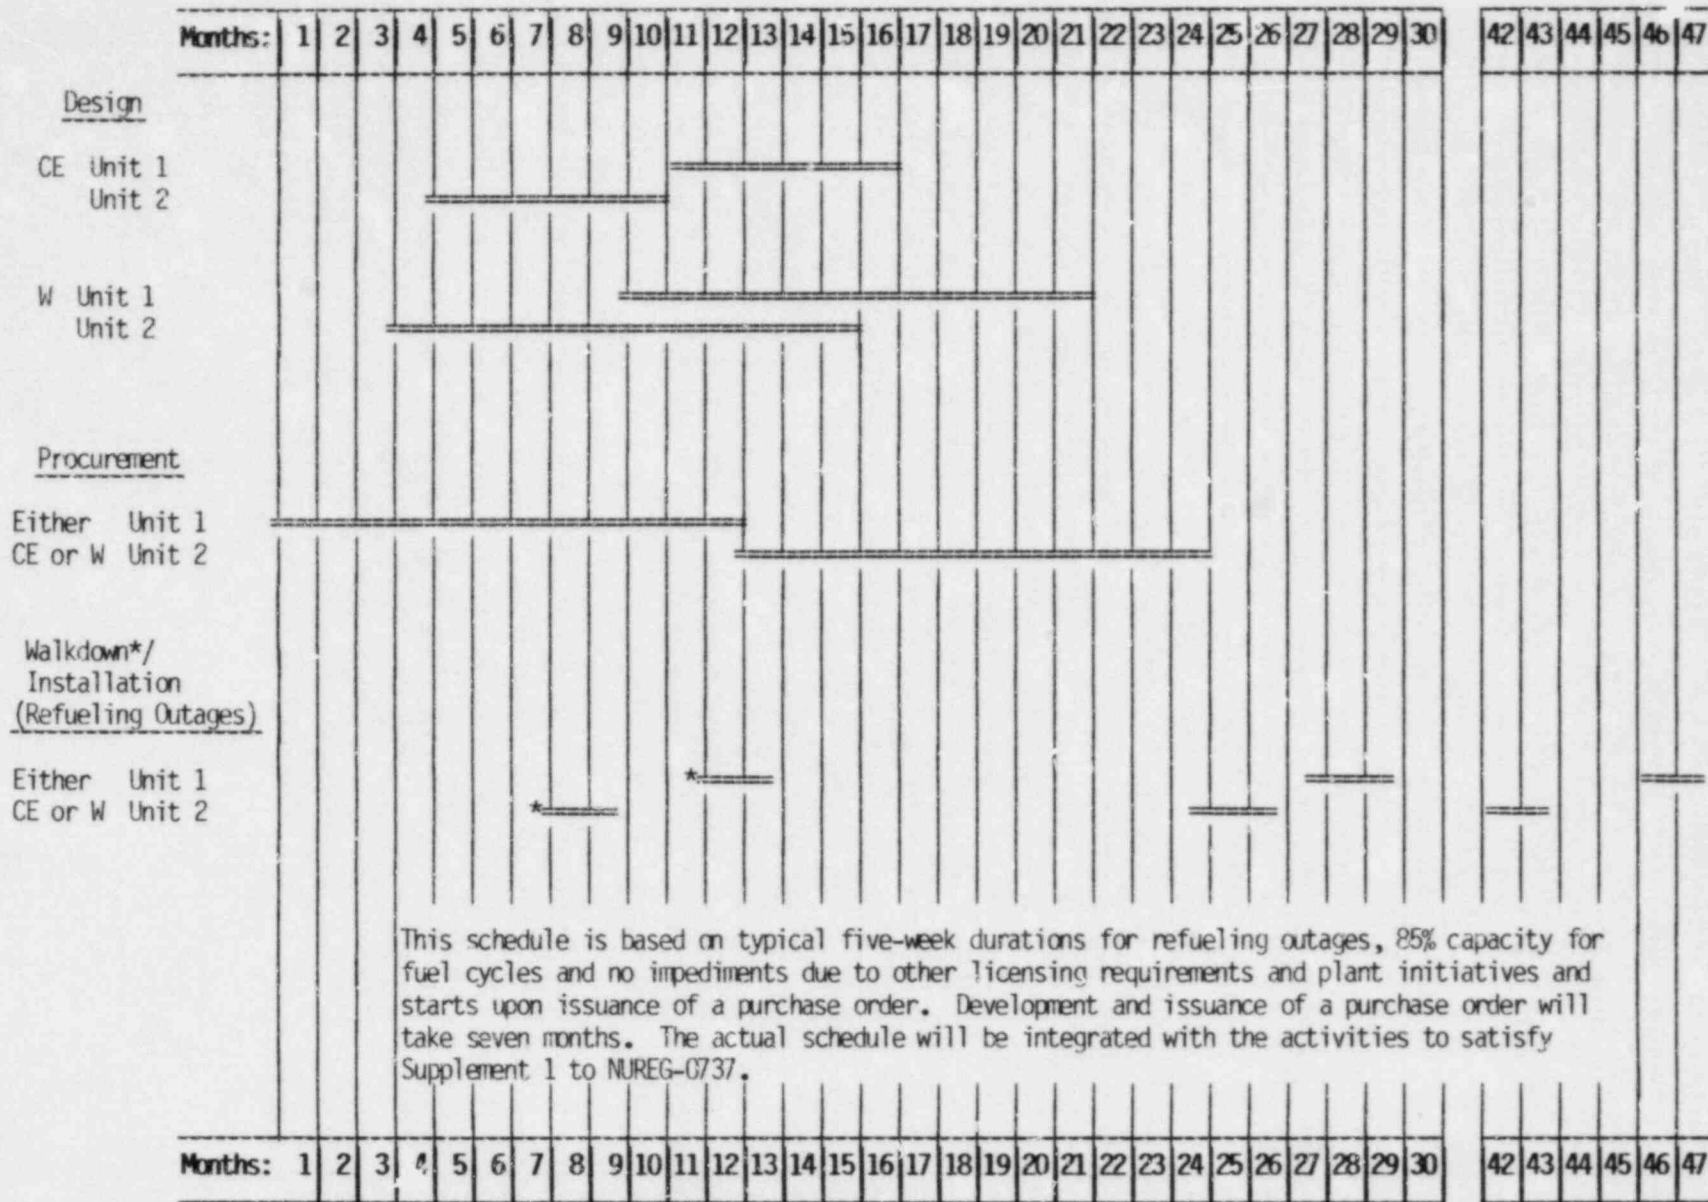 Months: 1 2 3 4 5 6 7 8 9 10 11 12 13 14 15 16 17 18 19 20 21 22 23 24 25 26 27 28 29 30 42 43 44 45 46 47
Design
CE Unit 1
Unit 2
W Unit 1
Unit 2
Procurement
Either Unit 1
CE or W Unit 2
Walkdown*/
Installation
(Refueling Outages)
Either Unit 1 *
CE or W Unit 2 *
This schedule is based on typical five-week durations for refueling outages, 85% capacity for
fuel cycles and no impediments due to other licensing requirements and plant initiatives and
starts upon issuance of a purchase order. Development and issuance of a purchase order will
take seven months. The actual schedule will be integrated with the activities to satisfy
Supplement 1 to NUREG-0737.
Months: 1 2 3 4 5 6 7 8 9 10 11 12 13 14 15 16 17 18 19 20 21 22 23 24 25 26 27 28 29 30 42 43 44 45 46 47